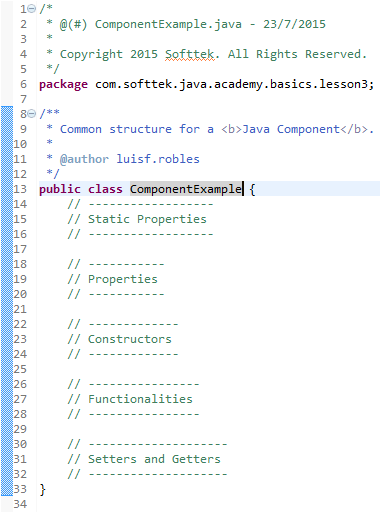 1 /*
2  * @(#) ComponentExample.java - 23/7/2015
3  *
4  * Copyright 2015 Softtek. All Rights Reserved.
5  */
6 package com.softtek.java.academy.basics.lesson3;
7
8 /**
9  * Common structure for a <b>Java Component</b>.
10  *
11  * @author luisf.robles
12  */
13 public class ComponentExample {
14     // -----------------
15     // Static Properties
16     // -----------------
17
18     // ----------
19     // Properties
20     // ----------
21
22     // ------------
23     // Constructors
24     // ------------
25
26     // ---------------
27     // Functionalities
28     // ---------------
29
30     // -------------------
31     // Setters and Getters
32     // -------------------
33 }
34